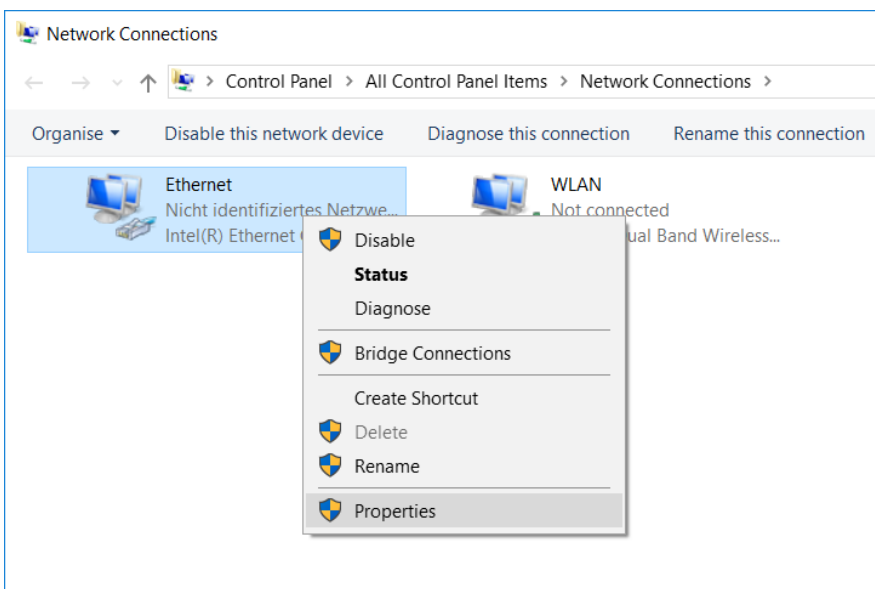 Network Connections
Control Panel > All Control Panel Items > Network Connections >
Organise Disable this network device Diagnose this connection Rename this connection
Ethernet
Nicht identifiziertes Netzwe...
Intel(R) Ethernet
WLAN
Not connected
ual Band Wireless...
Disable
Status
Diagnose
Bridge Connections
Create Shortcut
Delete
Rename
Properties